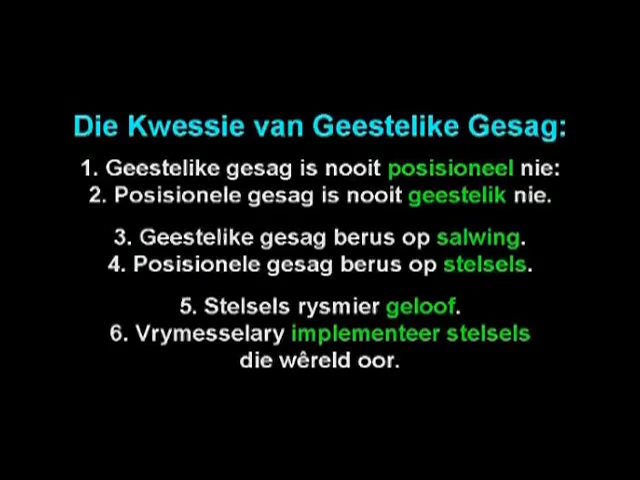 Die Kwessie van Geestelike Gesag:
1. Geestelike gesag is nooit posisioneel nie:
2. Posisionele gesag is nooit geestelik nie.
3. Geestelike gesag berus op salwing.
4. Posisionele gesag berus op stelsels.
5. Stelsels rysmier geloof.
6. Vrymesselary implementeer stelsels
die wêreld oor.